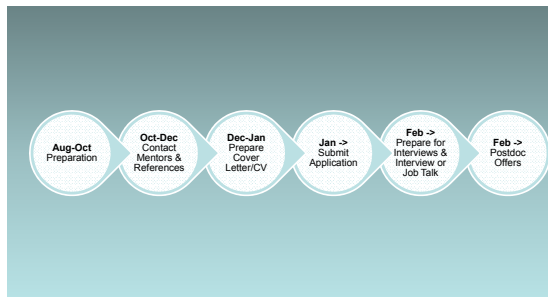 Aug-Oct
Preparation
Oct-Dec
Contact
Mentors &
References
Dec-Jan
Prepare
Cover
Letter/CV
Jan ->
Submit
Application
Feb ->
Prepare for
Interviews &
Interview or
Job Talk
Feb ->
Postdoc
Offers